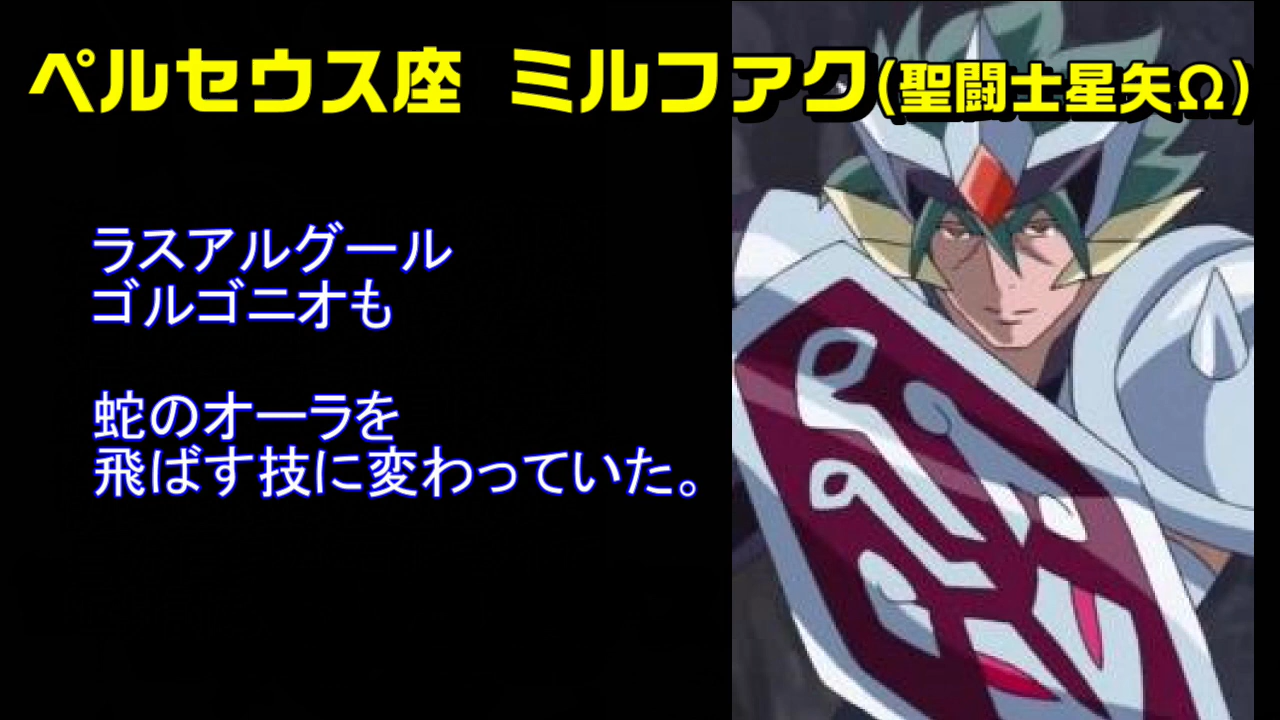 ペルセウス座 ミルファク(聖闘士星矢Ω)
ラスアルグール
ゴルゴニオも
蛇のオーラを
飛ばす技に変わっていた。